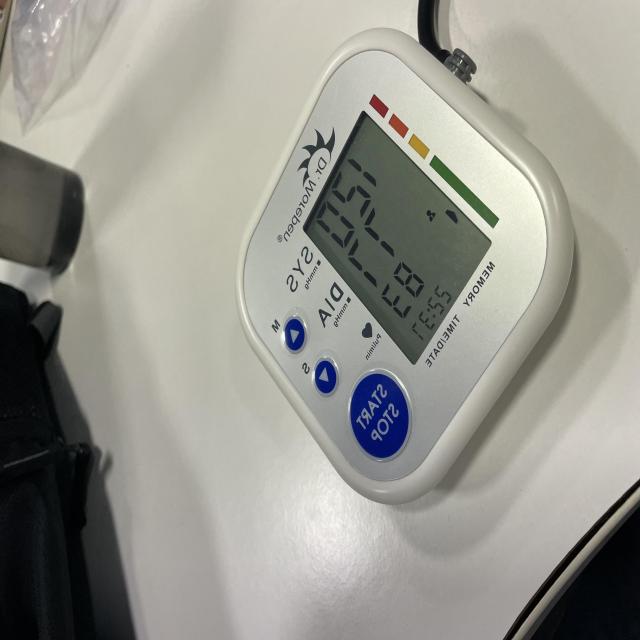 Dr. Morepen®
SYS
mmHg
DIA
mmHg
Pul/min
MEMORY TIME/DATE
M
S
START
STOP